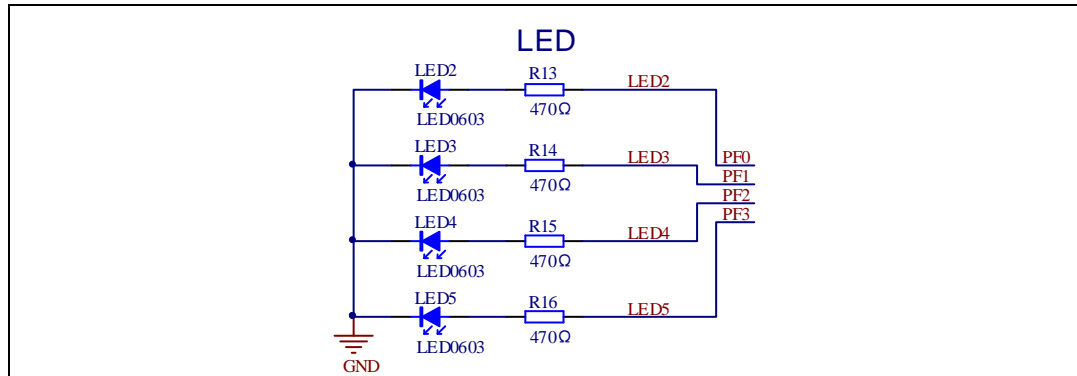 LED
LED2 R13 LED2
LED0603 470Ω
LED3 R14 LED3 PF0
PF1
LED0603 470Ω
PF2
LED4 R15 LED4 PF3
LED0603 470Ω
LED5 R16 LED5
LED0603 470Ω
GND